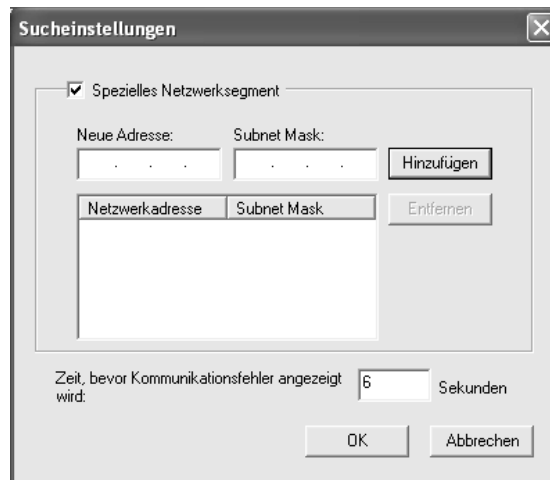 Sucheinstellungen
Spezielles Netzwerksegment
Neue Adresse: Subnet Mask:
. . . . . . Hinzufügen
Netzwerkadresse Subnet Mask Entfernen
Zeit, bevor Kommunikationsfehler angezeigt
wird: 6 Sekunden
OK Abbrechen